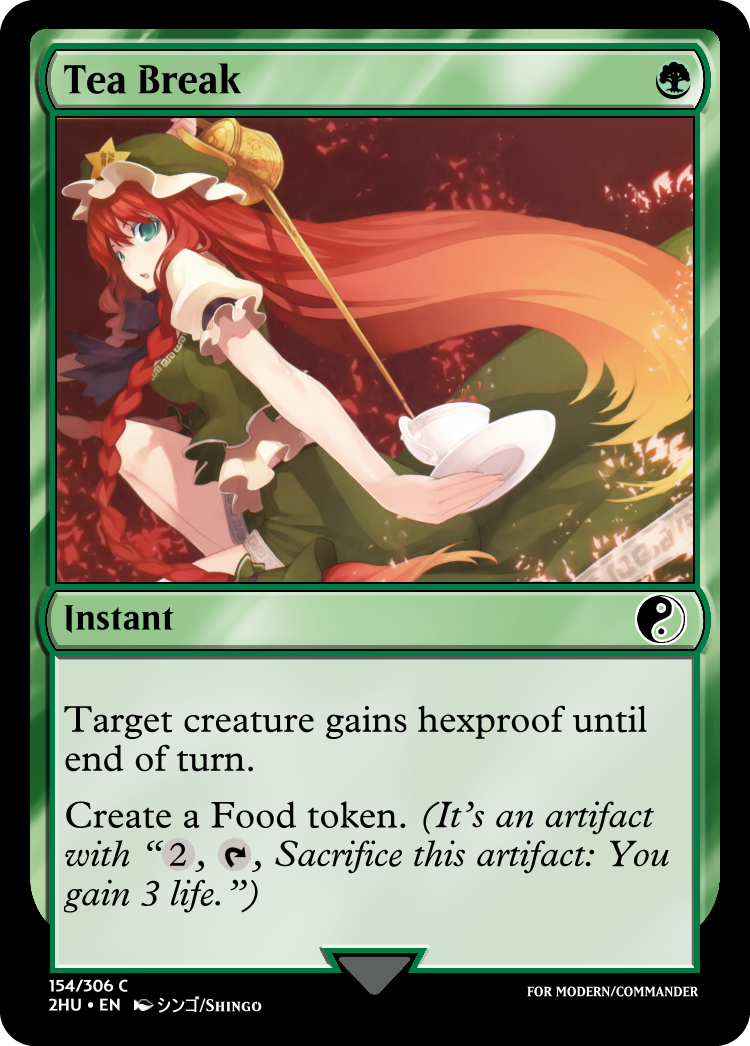 Tea Break
Instant
Target creature gains hexproof until
end of turn.
Create a Food token. (It's an artifact
with “2, , Sacrifice this artifact: You
gain 3 life.”)
154/306 C
2HU • EN シンゴ/Shingo
FOR MODERN/COMMANDER